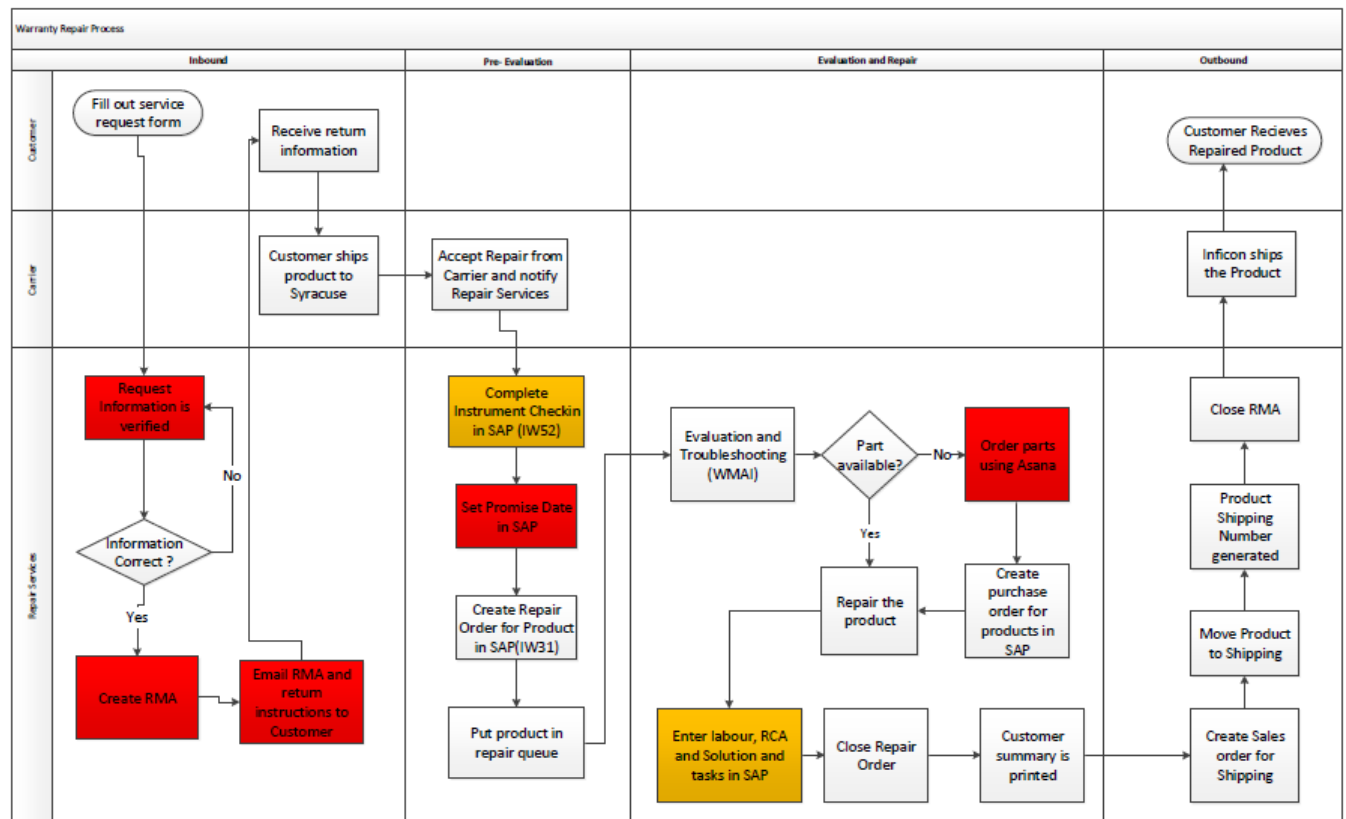 Warranty Repair Process
Inbound
Pre- Evaluation
Evaluation and Repair
Outbound
Customer
Fill out service
request form
Receive return
information
Customer Recieves
Repaired Product
Carrier
Customer ships
product to
Syracuse
Accept Repair from
Carrier and notify
Repair Services
Inficon ships
the Product
Repair Services
Request
Information is
verified
No
Information
Correct ?
Yes
Create RMA
Email RMA and
return
instructions to
Customer
Complete
Instrument Checkin
in SAP (IW52)
Set Promise Date
in SAP
Create Repair
Order for Product
in SAP(IW31)
Put product in
repair queue
Evaluation and
Troubleshooting
(WMAI)
Part
available?
No
Order parts
using Asana
Yes
Repair the
product
Create
purchase
order for
products in
SAP
Enter labour, RCA
and Solution and
tasks in SAP
Close Repair
Order
Customer
summary is
printed
Close RMA
Product
Shipping
Number
generated
Move Product
to Shipping
Create Sales
order for
Shipping